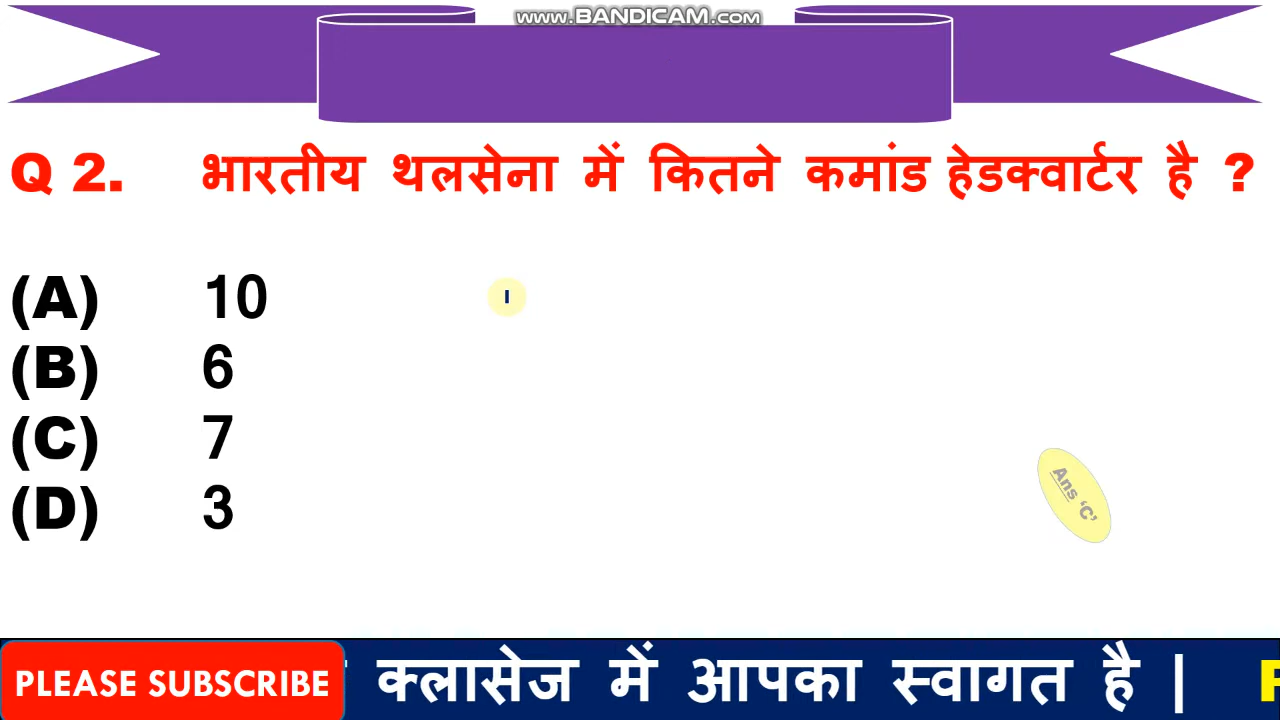 www.BANDICAM.com
Q 2. भारतीय थलसेना में कितने कमांड हेडक्वार्टर है ?
(A) 10
(B) 6
(C) 7
(D) 3
Ans 'C'
PLEASE SUBSCRIBE क्लासेज में आपका स्वागत है |